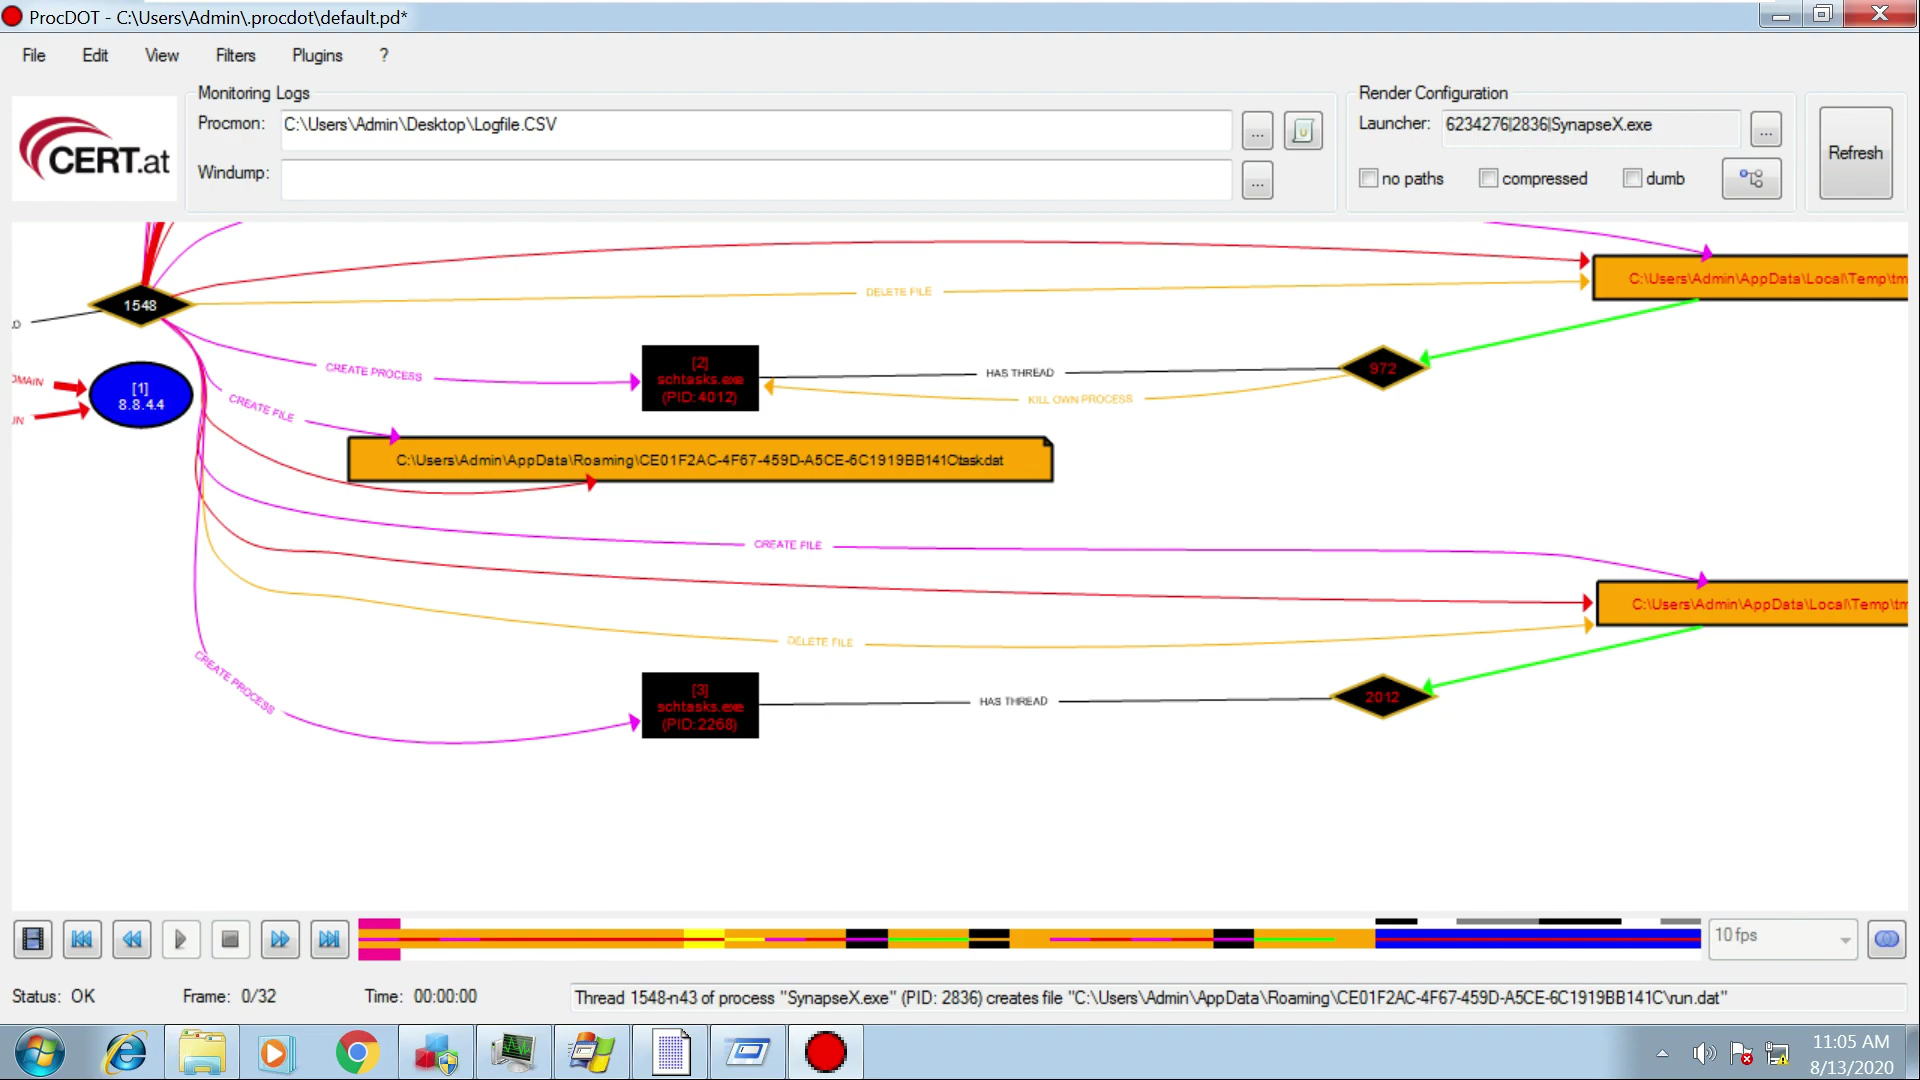 ProcDOT - C:\Users\Admin\.procdot\default.pd*
File Edit View Filters Plugins ?
CERT.at
Monitoring Logs
Procmon: C:\Users\Admin\Desktop\Logfile.CSV ...
Windump: ...
Render Configuration
Launcher: 6234276|2836|SynapseX.exe ...
no paths compressed dumb
Refresh
1548
DELETE FILE
C:\Users\Admin\AppData\Local\Temp\tm
CREATE PROCESS
[2]
schtasks.exe
(PID:4012)
HAS THREAD
972
KILL OWN PROCESS
[1]
8.8.4.4
CREATE FILE
C:\Users\Admin\AppData\Roaming\CE01F2AC-4F67-459D-A5CE-6C1919BB141C\task.dat
CREATE FILE
C:\Users\Admin\AppData\Local\Temp\tm
DELETE FILE
CREATE PROCESS
[3]
schtasks.exe
(PID:2268)
HAS THREAD
2012
10 fps
Status: OK Frame: 0/32 Time: 00:00:00 Thread 1548-n43 of process "SynapseX.exe" (PID: 2836) creates file "C:\Users\Admin\AppData\Roaming\CE01F2AC-4F67-459D-A5CE-6C1919BB141C\run.dat"
11:05 AM
8/13/2020